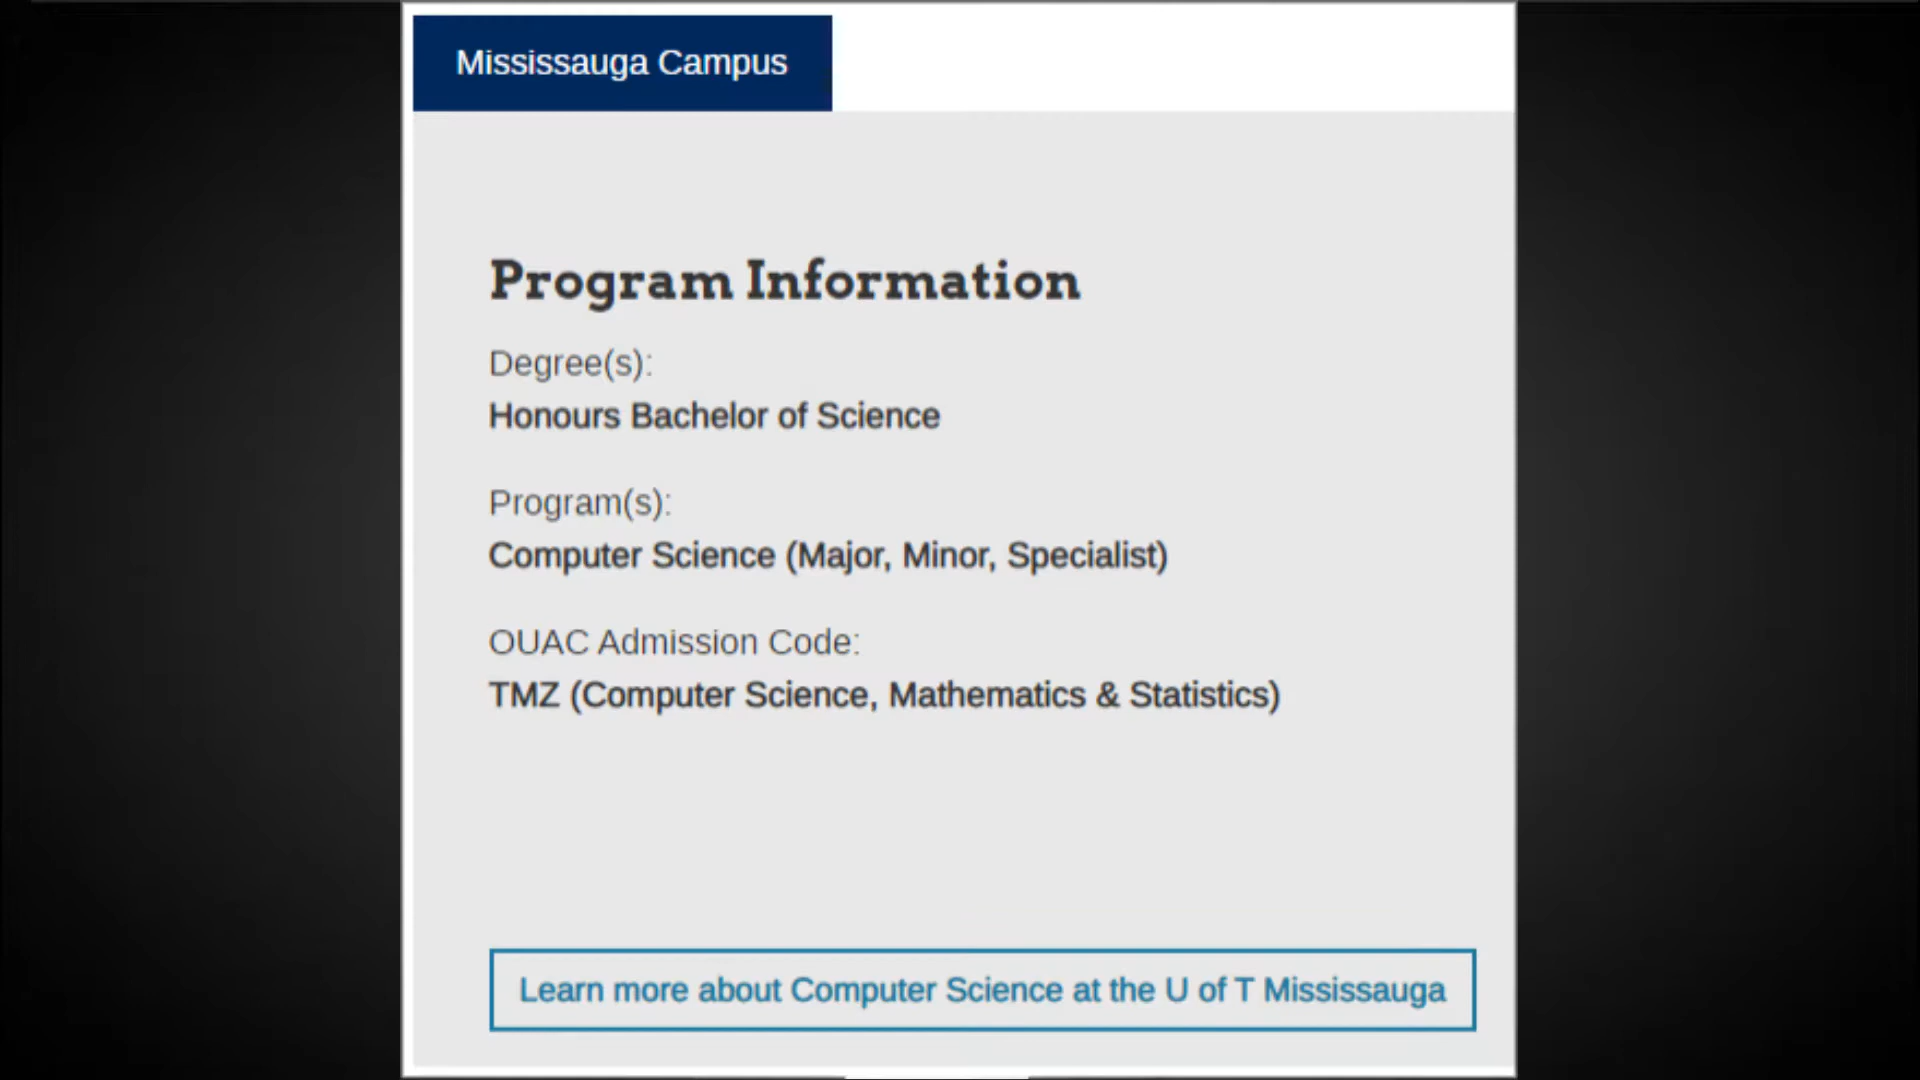 Mississauga Campus
Program Information
Degree(s):
Honours Bachelor of Science
Program(s):
Computer Science (Major, Minor, Specialist)
OUAC Admission Code:
TMZ (Computer Science, Mathematics & Statistics)
Learn more about Computer Science at the U of T Mississauga